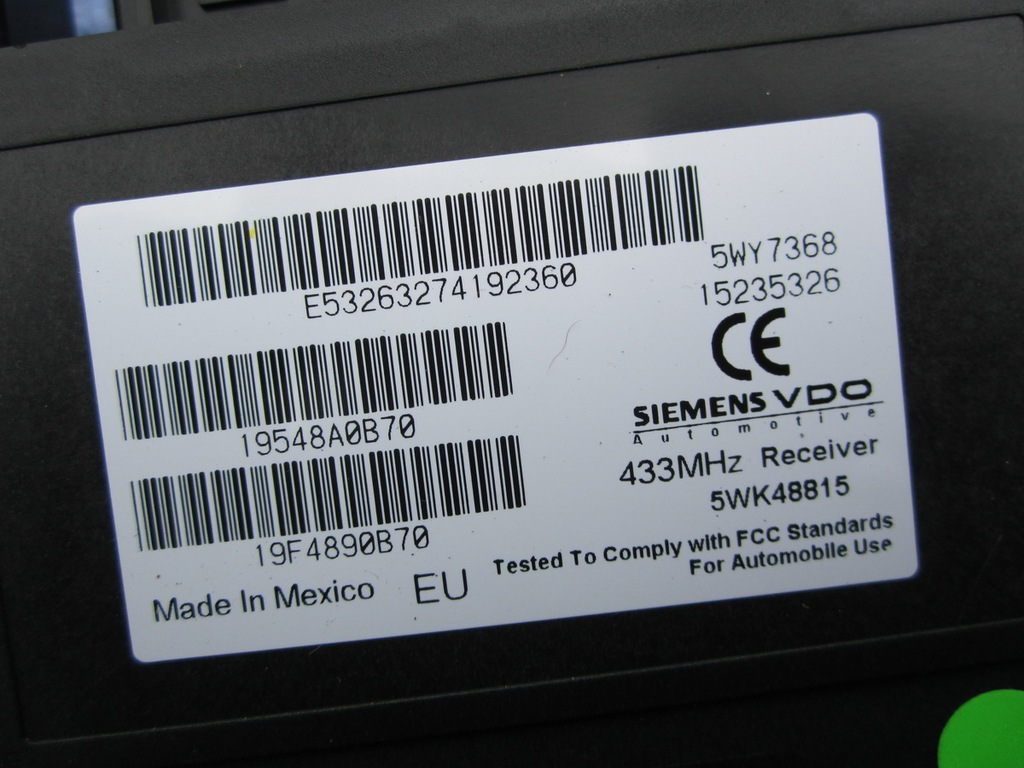 E53263274192360
5WY7368
15235326
CE
19548A0B70
SIEMENS VDO
Automotive
433MHz Receiver
5WK48815
19F4890B70
Tested To Comply with FCC Standards
For Automobile Use
Made In Mexico EU